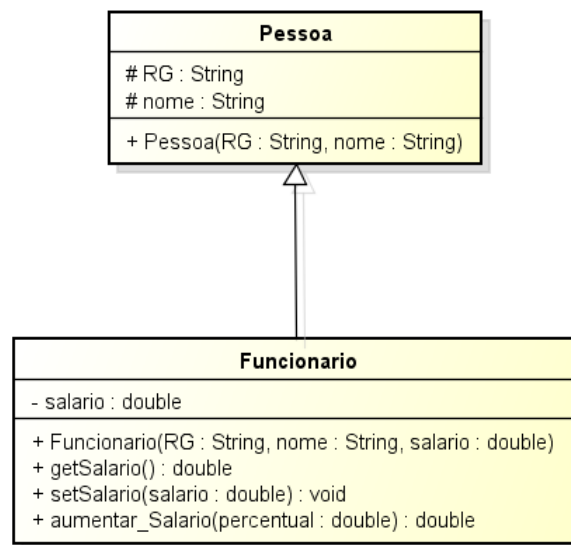 Pessoa
# RG : String
# nome : String
+ Pessoa(RG : String, nome : String)
Funcionario
- salario : double
+ Funcionario(RG : String, nome : String, salario : double)
+ getSalario() : double
+ setSalario(salario : double) : void
+ aumentar_Salario(percentual : double) : double